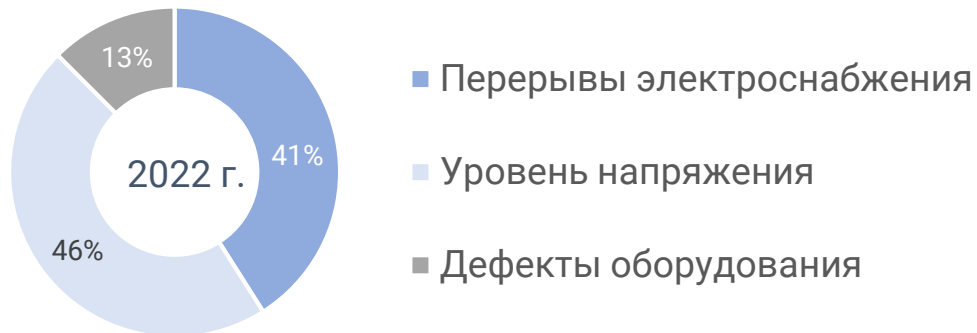 13%
41%
2022 г.
46%
Перерывы электроснабжения
Уровень напряжения
Дефекты оборудования